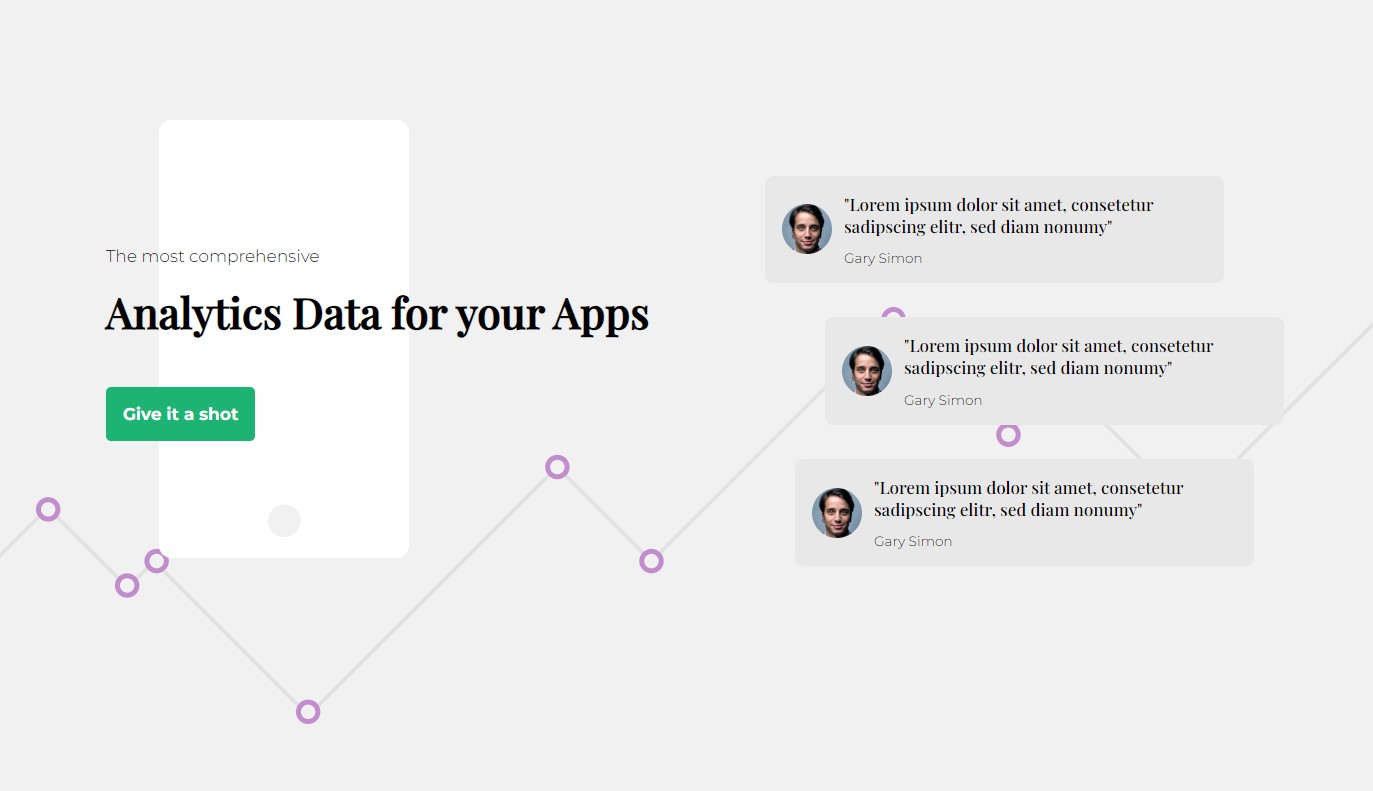 The most comprehensive
Analytics Data for your Apps
Give it a shot
"Lorem ipsum dolor sit amet, consetetur
sadipscing elitr, sed diam nonumy"
Gary Simon
"Lorem ipsum dolor sit amet, consetetur
sadipscing elitr, sed diam nonumy"
Gary Simon
"Lorem ipsum dolor sit amet, consetetur
sadipscing elitr, sed diam nonumy"
Gary Simon